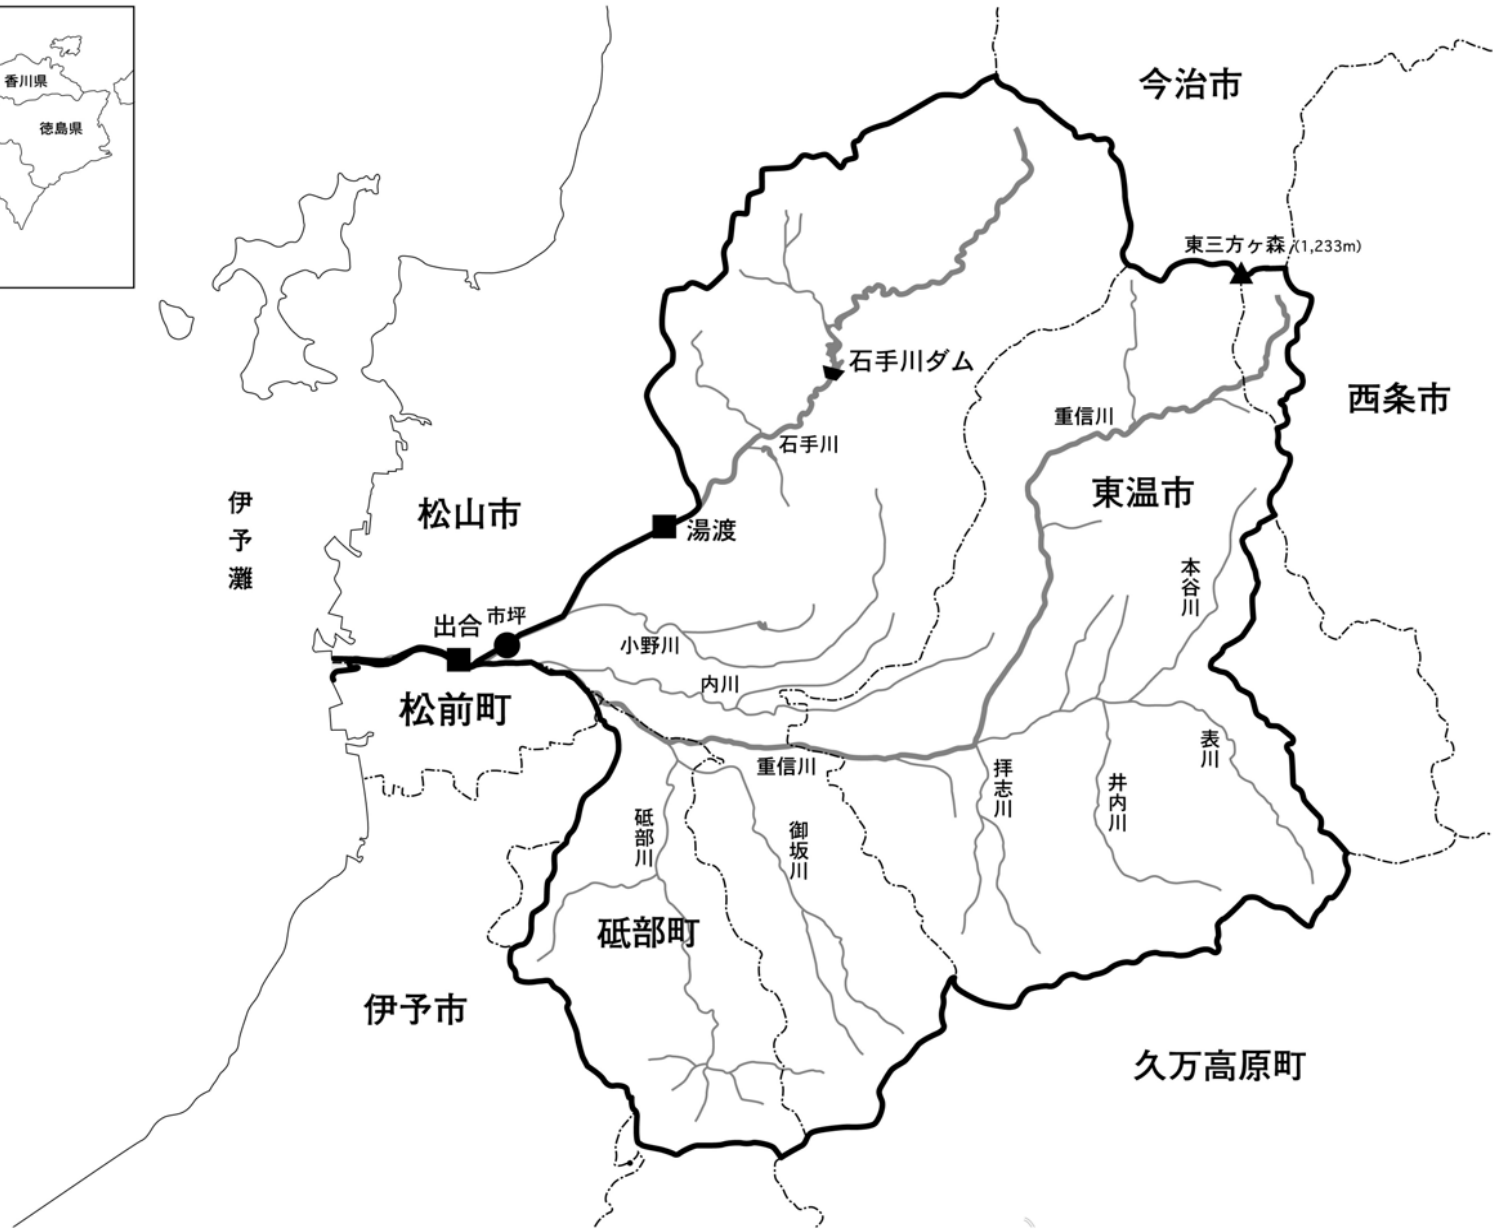 香川県
徳島県
今治市
東三方ヶ森 (1,233m)
石手川ダム
西条市
重信川
石手川
東温市
伊予灘
松山市
湯渡
本谷川
出合
市坪
小野川
内川
松前町
表川
重信川
拝志川
井内川
砥部川
御坂川
砥部町
伊予市
久万高原町